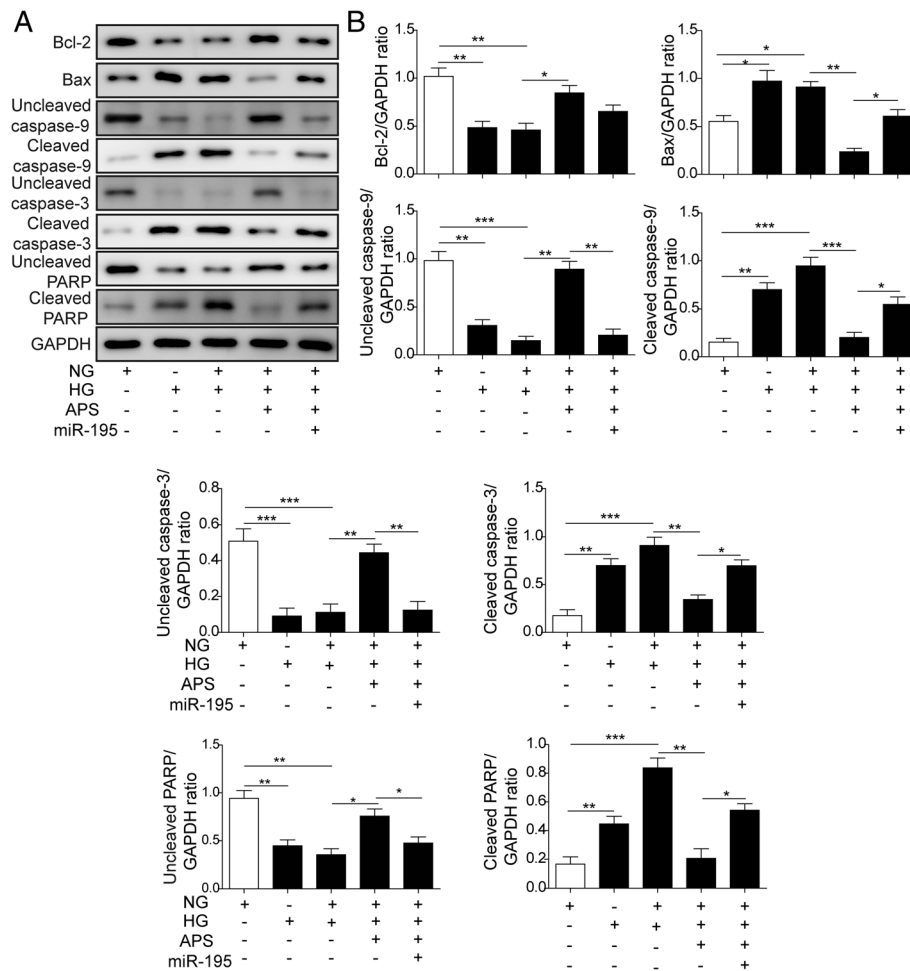 A
Bcl-2
Bax
Uncleaved
caspase-9
Cleaved
caspase-9
Uncleaved
caspase-3
Cleaved
caspase-3
Uncleaved
PARP
Cleaved
PARP
GAPDH
NG + - + + +
HG - + + + +
APS - - - + +
miR-195 - - - - +
B
Bcl-2/GAPDH ratio
1.5
1.0
0.5
0.0
** ** *
Bax/GAPDH ratio
1.5
1.0
0.5
0.0
* * ** *
Uncleaved caspase-9/
GAPDH ratio
1.5
1.0
0.5
0.0
*** ** ** **
Cleaved caspase-9/
GAPDH ratio
1.5
1.0
0.5
0.0
*** ** *** *
+ - + + +
- + + + +
- - - + +
- - - - +
+ - + + +
- + + + +
- - - + +
- - - - +
Uncleaved caspase-3/
GAPDH ratio
0.8
0.6
0.4
0.2
0.0
*** *** ** **
NG + - + + +
HG - + + + +
APS - - - + +
miR-195 - - - - +
Cleaved caspase-3/
GAPDH ratio
1.5
1.0
0.5
0.0
*** ** ** *
+ - + + +
- + + + +
- - - + +
- - - - +
Uncleaved PARP/
GAPDH ratio
1.5
1.0
0.5
0.0
** ** * *
NG + - + + +
HG - + + + +
APS - - - + +
miR-195 - - - - +
Cleaved PARP/
GAPDH ratio
1.0
0.8
0.6
0.4
0.2
0.0
*** ** ** *
+ - + + +
- + + + +
- - - + +
- - - - +